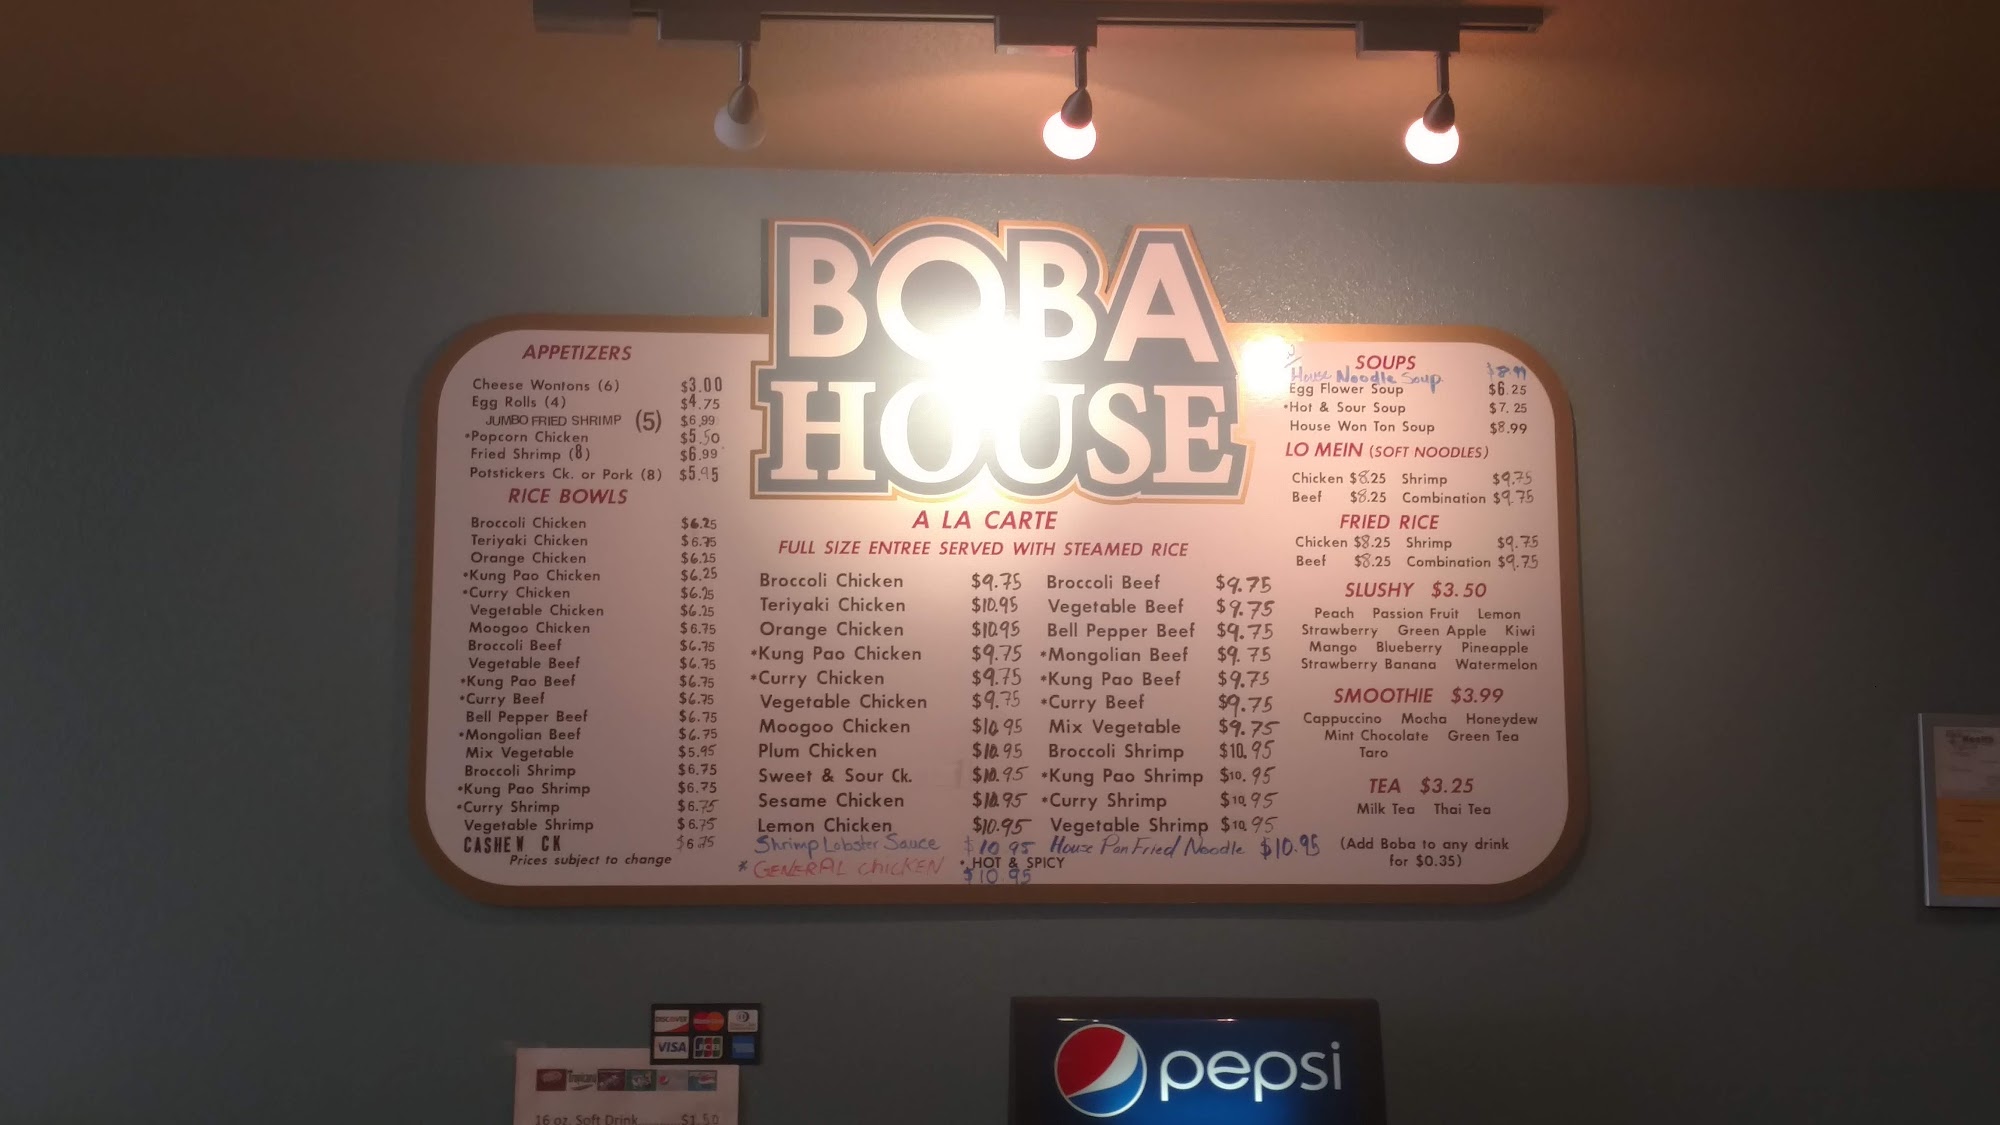 BOBA
HOUSE
APPETIZERS
Cheese Wontons (6) $3.00
Egg Rolls (4) $4.75
JUMBO FRIED SHRIMP (5) $6.99
*Popcorn Chicken $5.50
Fried Shrimp (8) $6.99
Potstickers Ck. or Pork (8) $5.95
RICE BOWLS
Broccoli Chicken $6.25
Teriyaki Chicken $6.75
Orange Chicken $6.25
*Kung Pao Chicken $6.25
*Curry Chicken $6.25
Vegetable Chicken $6.25
Moogoo Chicken $6.75
Broccoli Beef $6.75
Vegetable Beef $6.75
*Kung Pao Beef $6.75
*Curry Beef $6.75
Bell Pepper Beef $6.75
*Mongolian Beef $6.75
Mix Vegetable $5.95
Broccoli Shrimp $6.75
*Kung Pao Shrimp $6.75
*Curry Shrimp $6.75
Vegetable Shrimp $6.75
CASHEW CK $6.75
Prices subject to change
A LA CARTE
FULL SIZE ENTREE SERVED WITH STEAMED RICE
Broccoli Chicken $9.75
Teriyaki Chicken $10.95
Orange Chicken $10.95
*Kung Pao Chicken $9.75
*Curry Chicken $9.75
Vegetable Chicken $9.75
Moogoo Chicken $10.95
Plum Chicken $10.95
Sweet & Sour Ck. $10.95
Sesame Chicken $10.95
Lemon Chicken $10.95
Shrimp Lobster Sauce $10.95
* GENERAL CHICKEN $10.95
Broccoli Beef $9.75
Vegetable Beef $9.75
Bell Pepper Beef $9.75
*Mongolian Beef $9.75
*Kung Pao Beef $9.75
*Curry Beef $9.75
Mix Vegetable $9.75
Broccoli Shrimp $10.95
*Kung Pao Shrimp $10.95
*Curry Shrimp $10.95
Vegetable Shrimp $10.95
House Pan Fried Noodle $10.95
* HOT & SPICY
SOUPS
House Noodle Soup $8.99
Egg Flower Soup $6.25
*Hot & Sour Soup $7.25
House Won Ton Soup $8.99
LO MEIN (SOFT NOODLES)
Chicken $8.25 Shrimp $9.75
Beef $8.25 Combination $9.75
FRIED RICE
Chicken $8.25 Shrimp $9.75
Beef $8.25 Combination $9.75
SLUSHY $3.50
Peach Passion Fruit Lemon
Strawberry Green Apple Kiwi
Mango Blueberry Pineapple
Strawberry Banana Watermelon
SMOOTHIE $3.99
Cappuccino Mocha Honeydew
Mint Chocolate Green Tea
Taro
TEA $3.25
Milk Tea Thai Tea
(Add Boba to any drink
for $0.35)
DISCOVER MasterCard
VISA JCB
Tropicana
16 oz. Soft Drink $1.50
pepsi